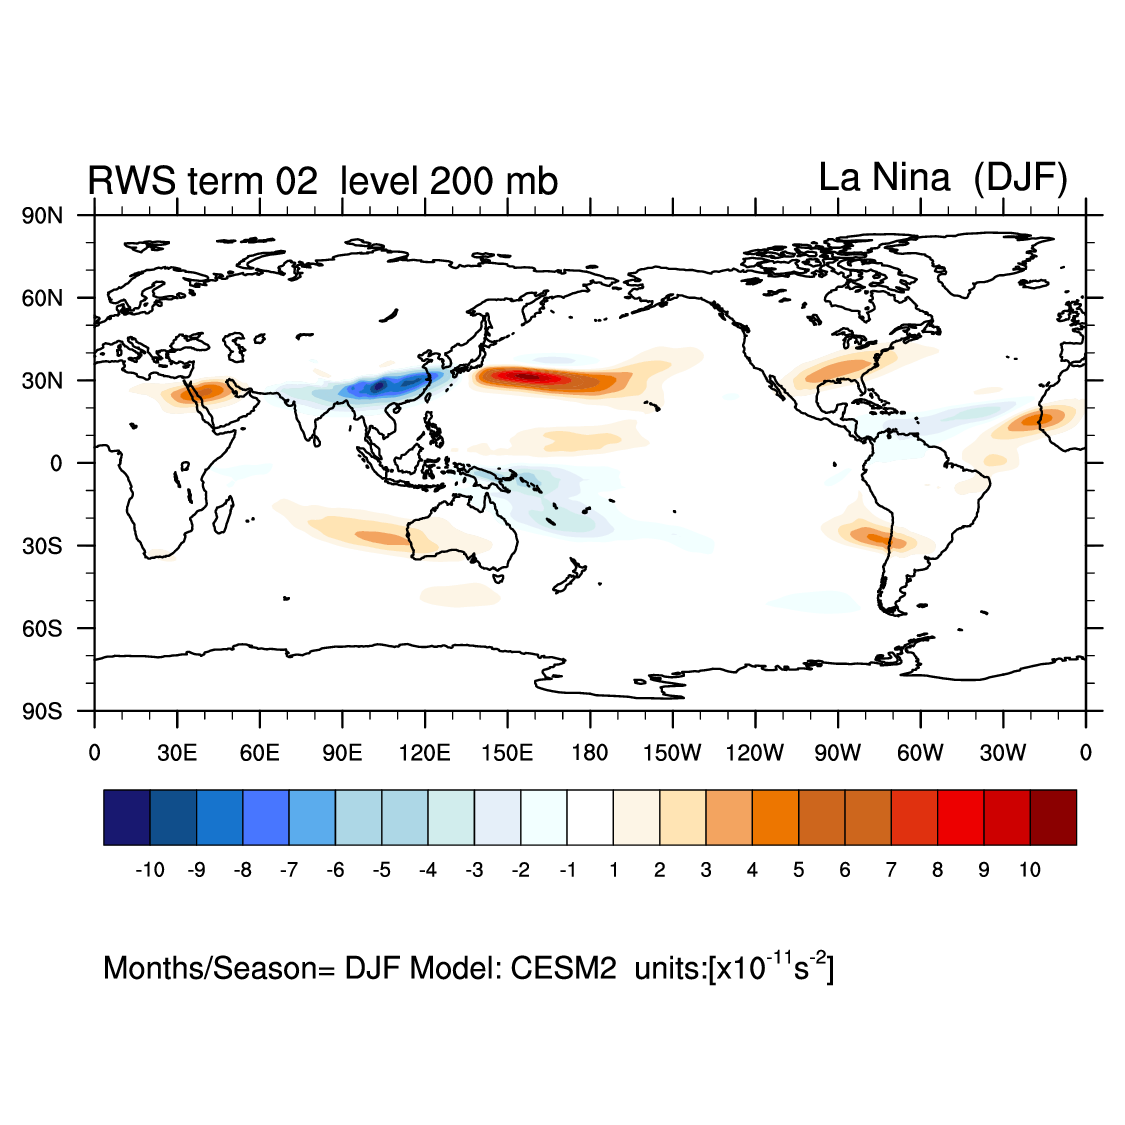 RWS term 02 level 200 mb
La Nina (DJF)
90N
60N
30N
0
30S
60S
90S
0 30E 60E 90E 120E 150E 180 150W 120W 90W 60W 30W 0
-10 -9 -8 -7 -6 -5 -4 -3 -2 -1 1 2 3 4 5 6 7 8 9 10
Months/Season= DJF Model: CESM2 units:[x10⁻¹¹s⁻²]